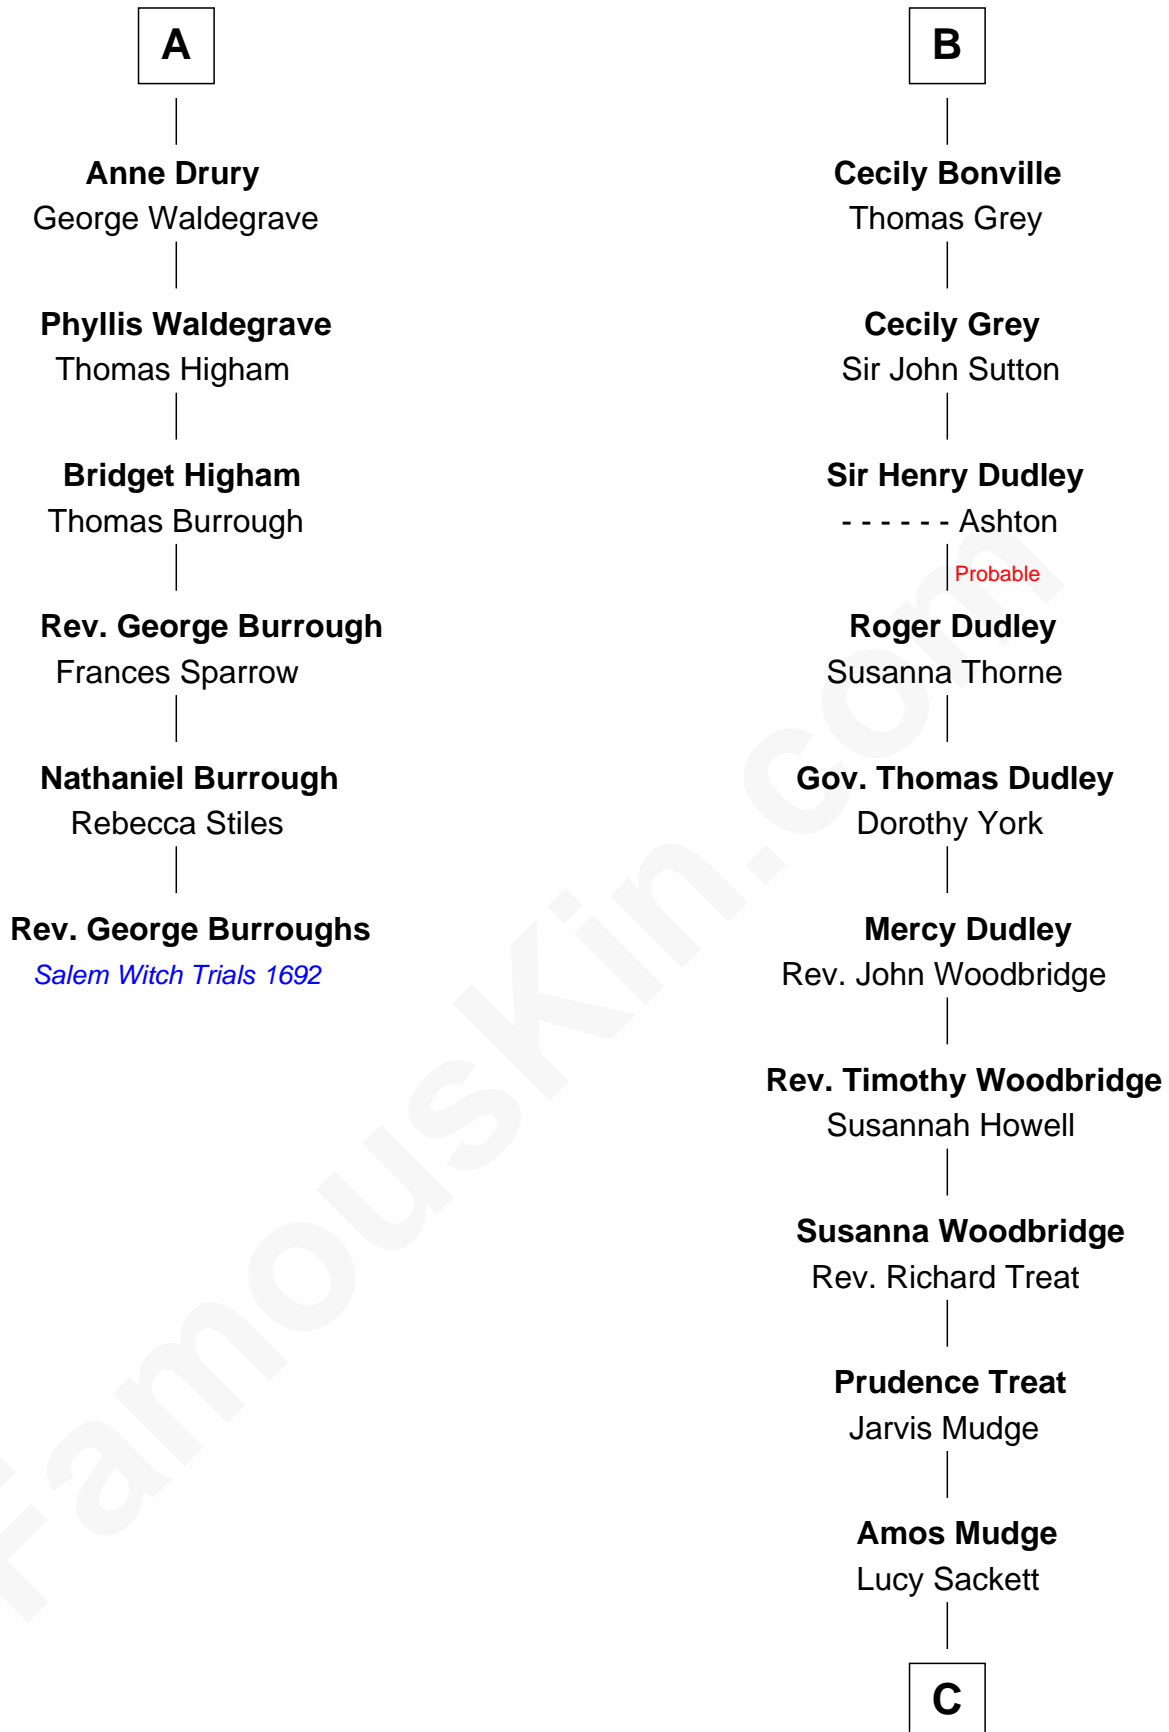 A
Anne Drury
George Waldegrave
Phyllis Waldegrave
Thomas Higham
Bridget Higham
Thomas Burrough
Rev. George Burrough
Frances Sparrow
Nathaniel Burrough
Rebecca Stiles
Rev. George Burroughs
Salem Witch Trials 1692
B
Cecily Bonville
Thomas Grey
Cecily Grey
Sir John Sutton
Sir Henry Dudley
- - - - - - Ashton
Probable
Roger Dudley
Susanna Thorne
Gov. Thomas Dudley
Dorothy York
Mercy Dudley
Rev. John Woodbridge
Rev. Timothy Woodbridge
Susannah Howell
Susanna Woodbridge
Rev. Richard Treat
Prudence Treat
Jarvis Mudge
Amos Mudge
Lucy Sackett
C
FamousKin.com